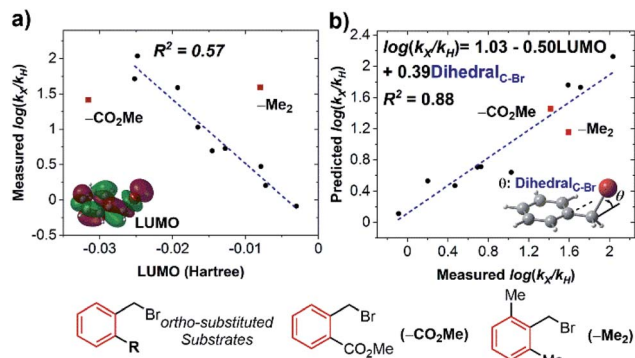 a)
R² = 0.57
Measured log(kX/kH)
2.4
2
1.5
1
0.5
0
-0.5
−CO₂Me
−Me₂
LUMO
-0.03
-0.02
-0.01
0
LUMO (Hartree)
b)
log(kX/kH)= 1.03 - 0.50LUMO
+ 0.39DihedralC-Br
R² = 0.88
Predicted log(kX/kH)
2.4
2
1.6
1.2
0.8
0.4
0
−CO₂Me
−Me₂
θ: DihedralC-Br
θ
0
0.4
0.8
1.2
1.6
2
Measured log(kX/kH)
Br
R
ortho-substituted
Substrates
Br
CO₂Me
(−CO₂Me)
Me
Br
Me
(−Me₂)